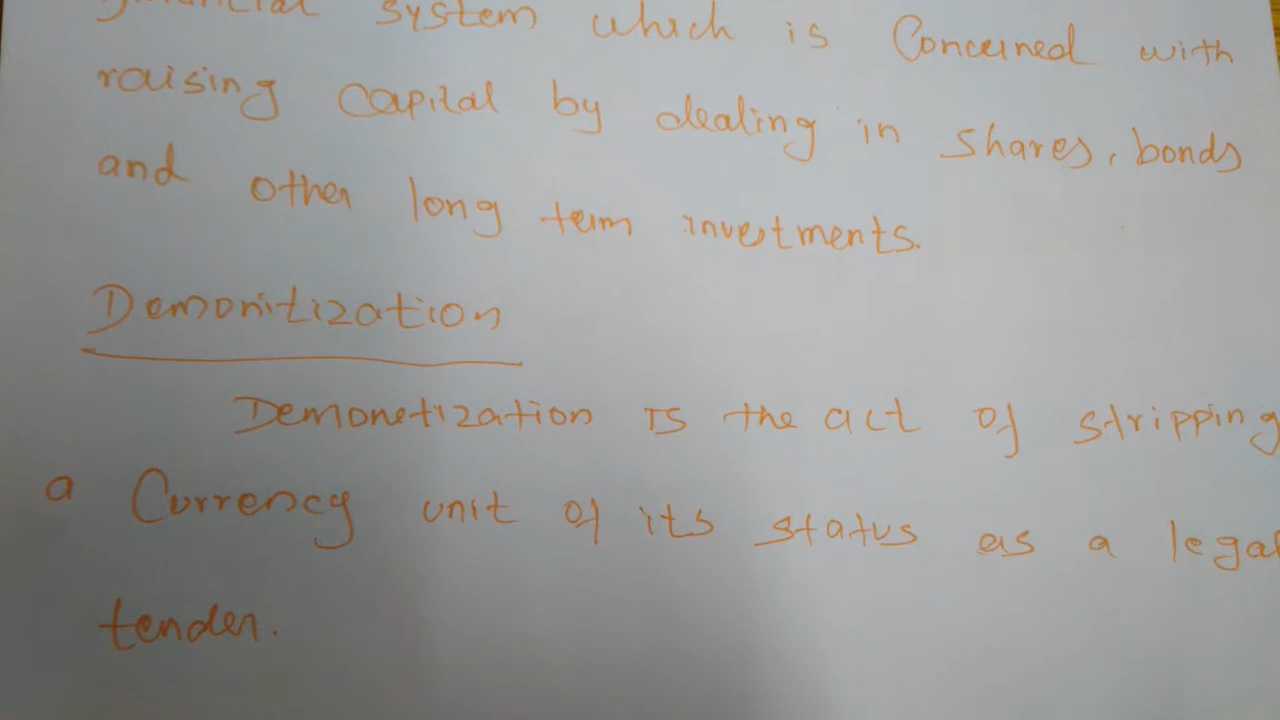 financial system which is Concerned with
raising capital by dealing in shares, bonds
and other long term investments.
Demonitization
Demonetization is the act of stripping
a Currency unit of its status as a legal
tender.